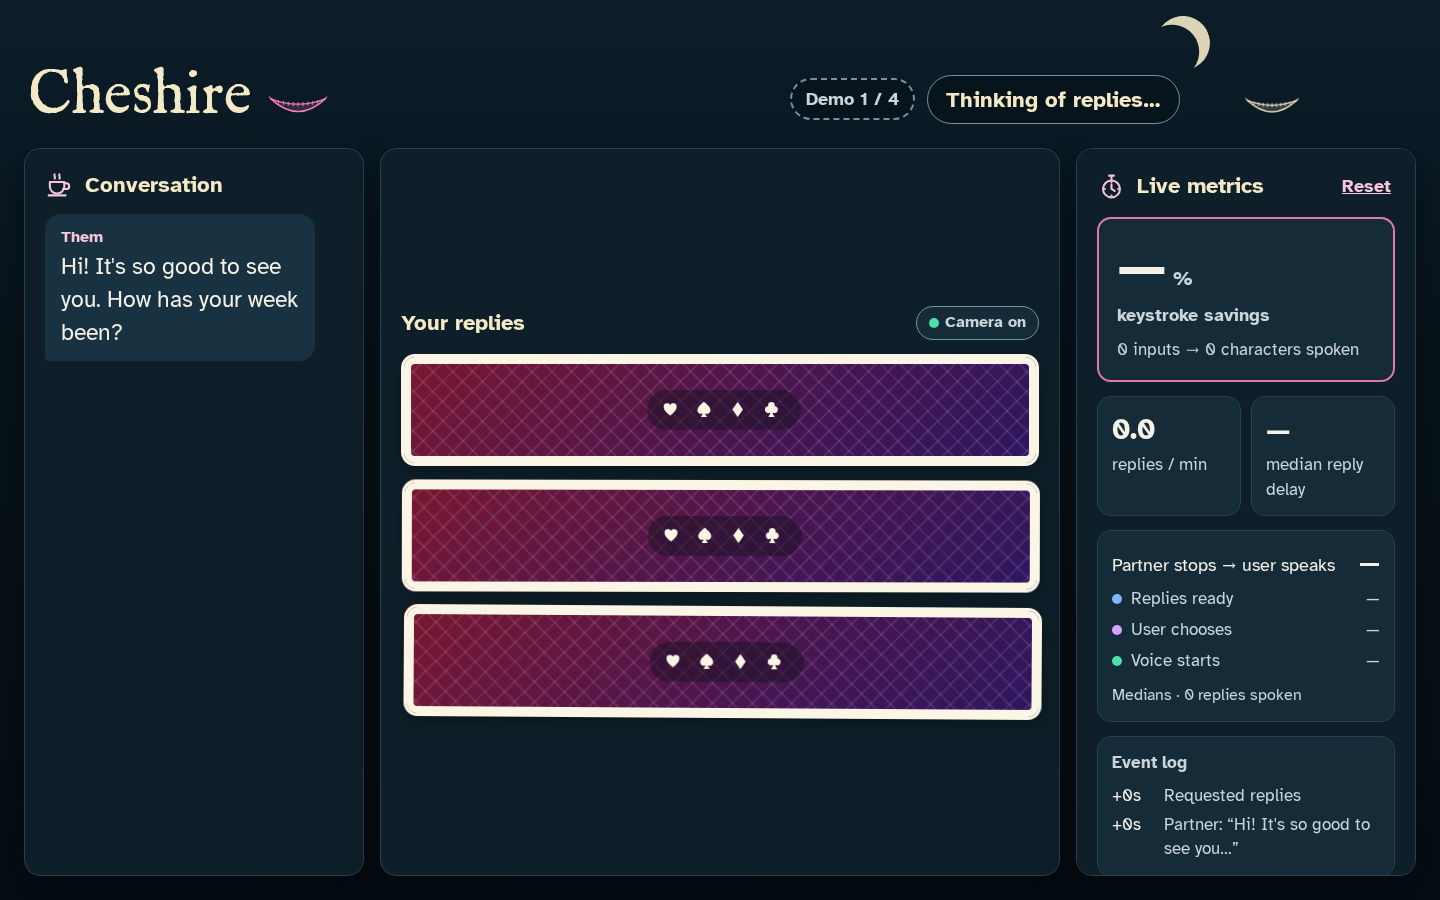 Cheshire
Demo 1 / 4
Thinking of replies...
Conversation
Them
Hi! It's so good to see
you. How has your week
been?
Your replies
Camera on
Live metrics
Reset
— %
keystroke savings
0 inputs → 0 characters spoken
0.0
replies / min
—
median reply
delay
Partner stops → user speaks —
Replies ready —
User chooses —
Voice starts —
Medians · 0 replies spoken
Event log
+0s Requested replies
+0s Partner: “Hi! It's so good to
see you…”